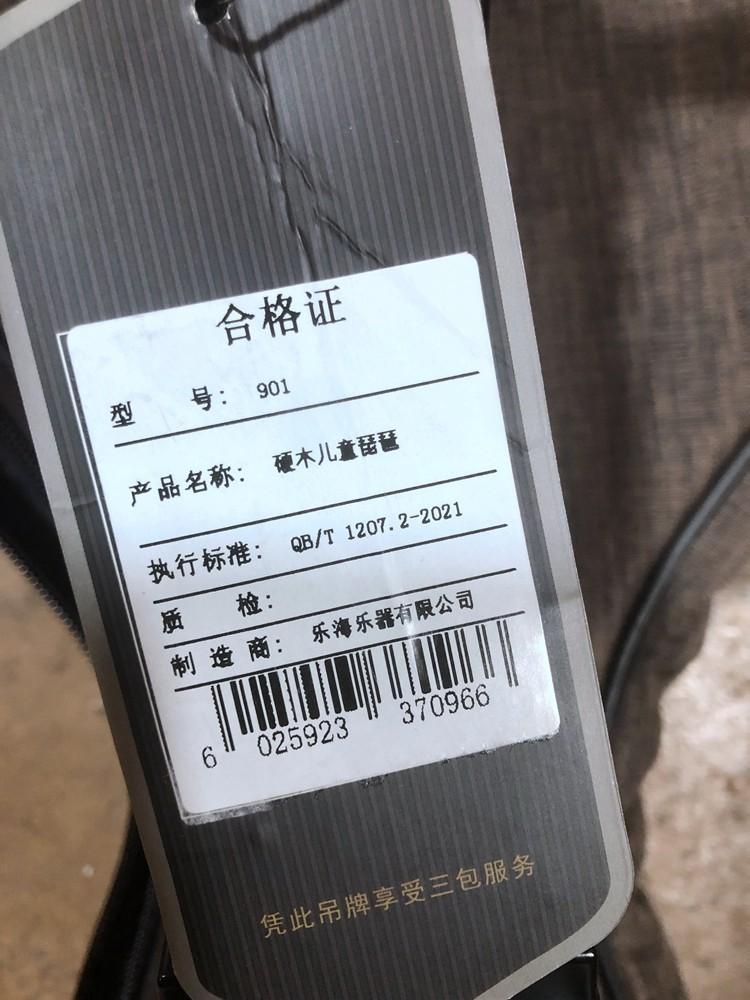 合格证
型 号： 901
产品名称： 硬木儿童琵琶
执行标准： QB/T 1207.2-2021
质 检：
制 造 商： 乐海乐器有限公司
6 025923 370966
凭此吊牌享受三包服务